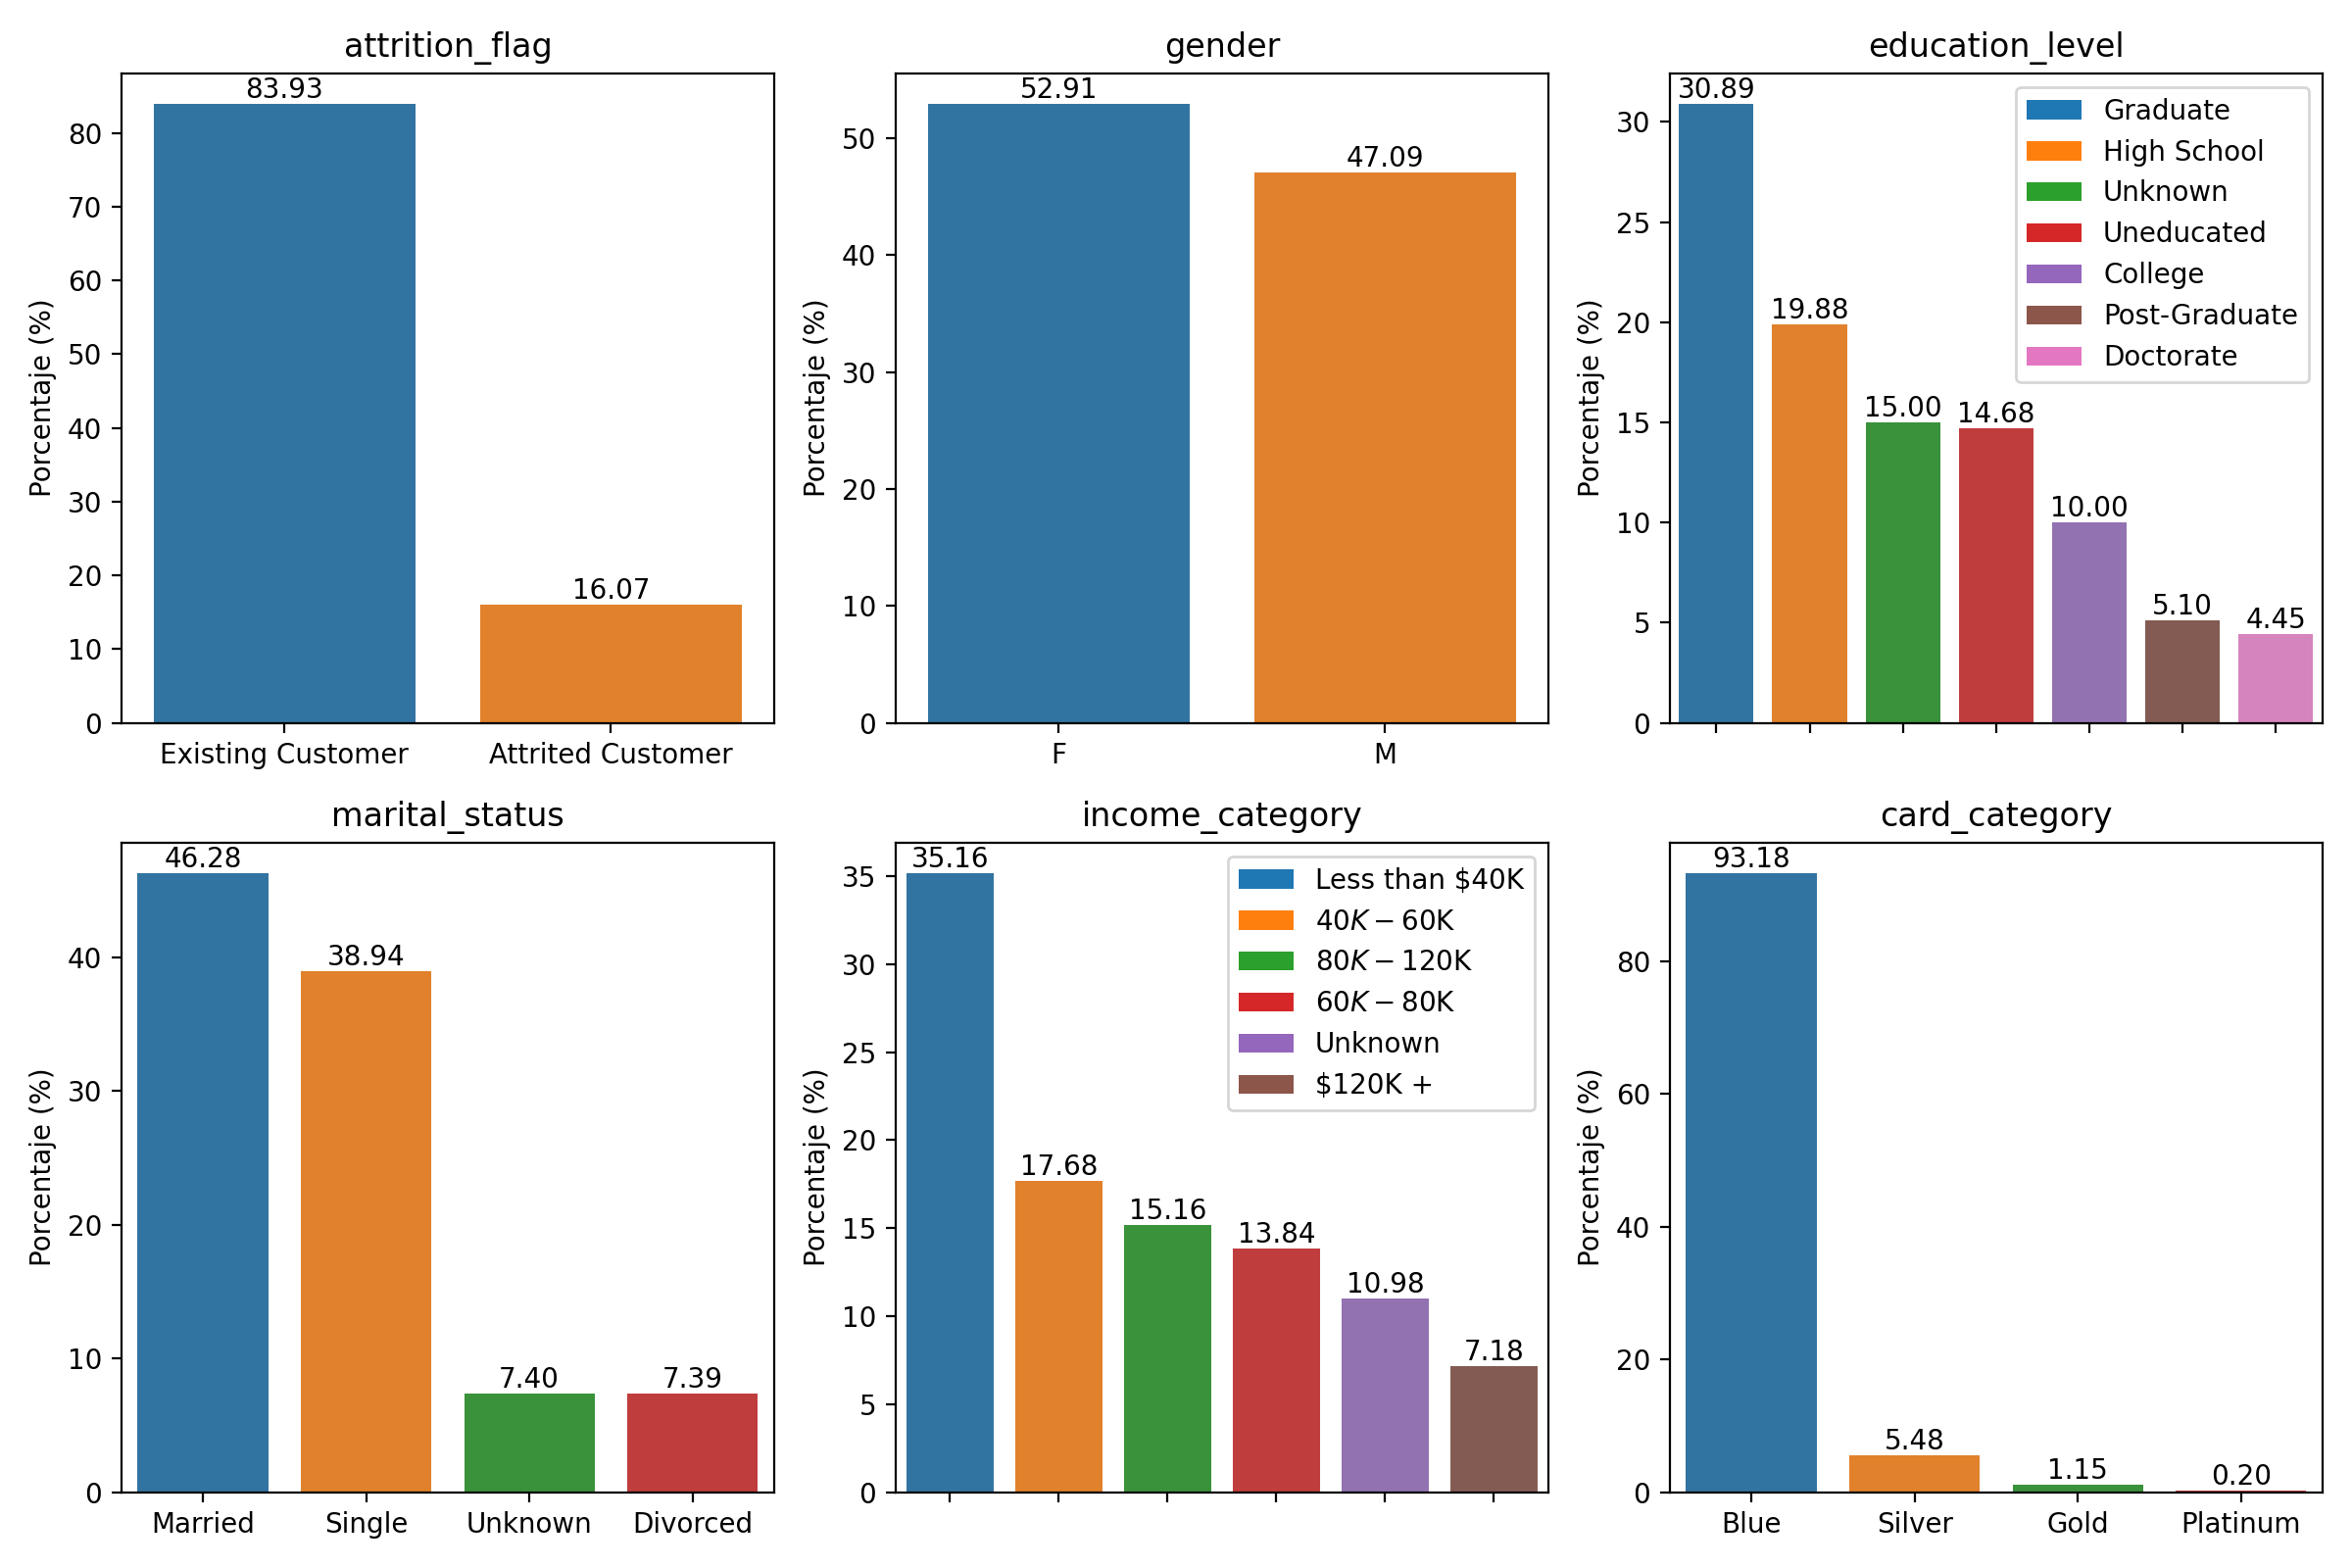 attrition_flag
Porcentaje (%)
80
70
60
50
40
30
20
10
0
83.93
16.07
Existing Customer
Attrited Customer
gender
Porcentaje (%)
50
40
30
20
10
0
52.91
47.09
F
M
education_level
Porcentaje (%)
30
25
20
15
10
5
0
30.89
19.88
15.00
14.68
10.00
5.10
4.45
Graduate
High School
Unknown
Uneducated
College
Post-Graduate
Doctorate
marital_status
Porcentaje (%)
40
30
20
10
0
46.28
38.94
7.40
7.39
Married
Single
Unknown
Divorced
income_category
Porcentaje (%)
35
30
25
20
15
10
5
0
35.16
17.68
15.16
13.84
10.98
7.18
Less than $40K
40K − 60K
80K − 120K
60K − 80K
Unknown
$120K +
card_category
Porcentaje (%)
80
60
40
20
0
93.18
5.48
1.15
0.20
Blue
Silver
Gold
Platinum